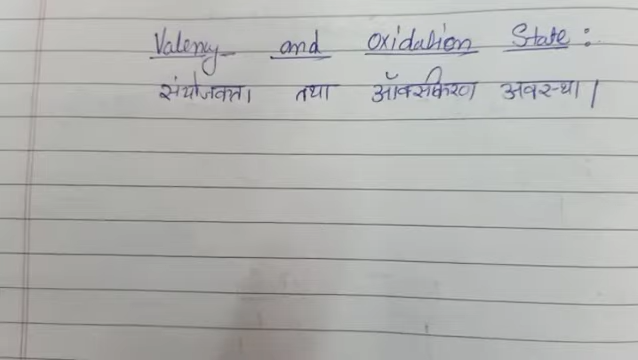 Valency and Oxidation State :
संयोजकता तथा ऑक्सीकरण अवस्था |